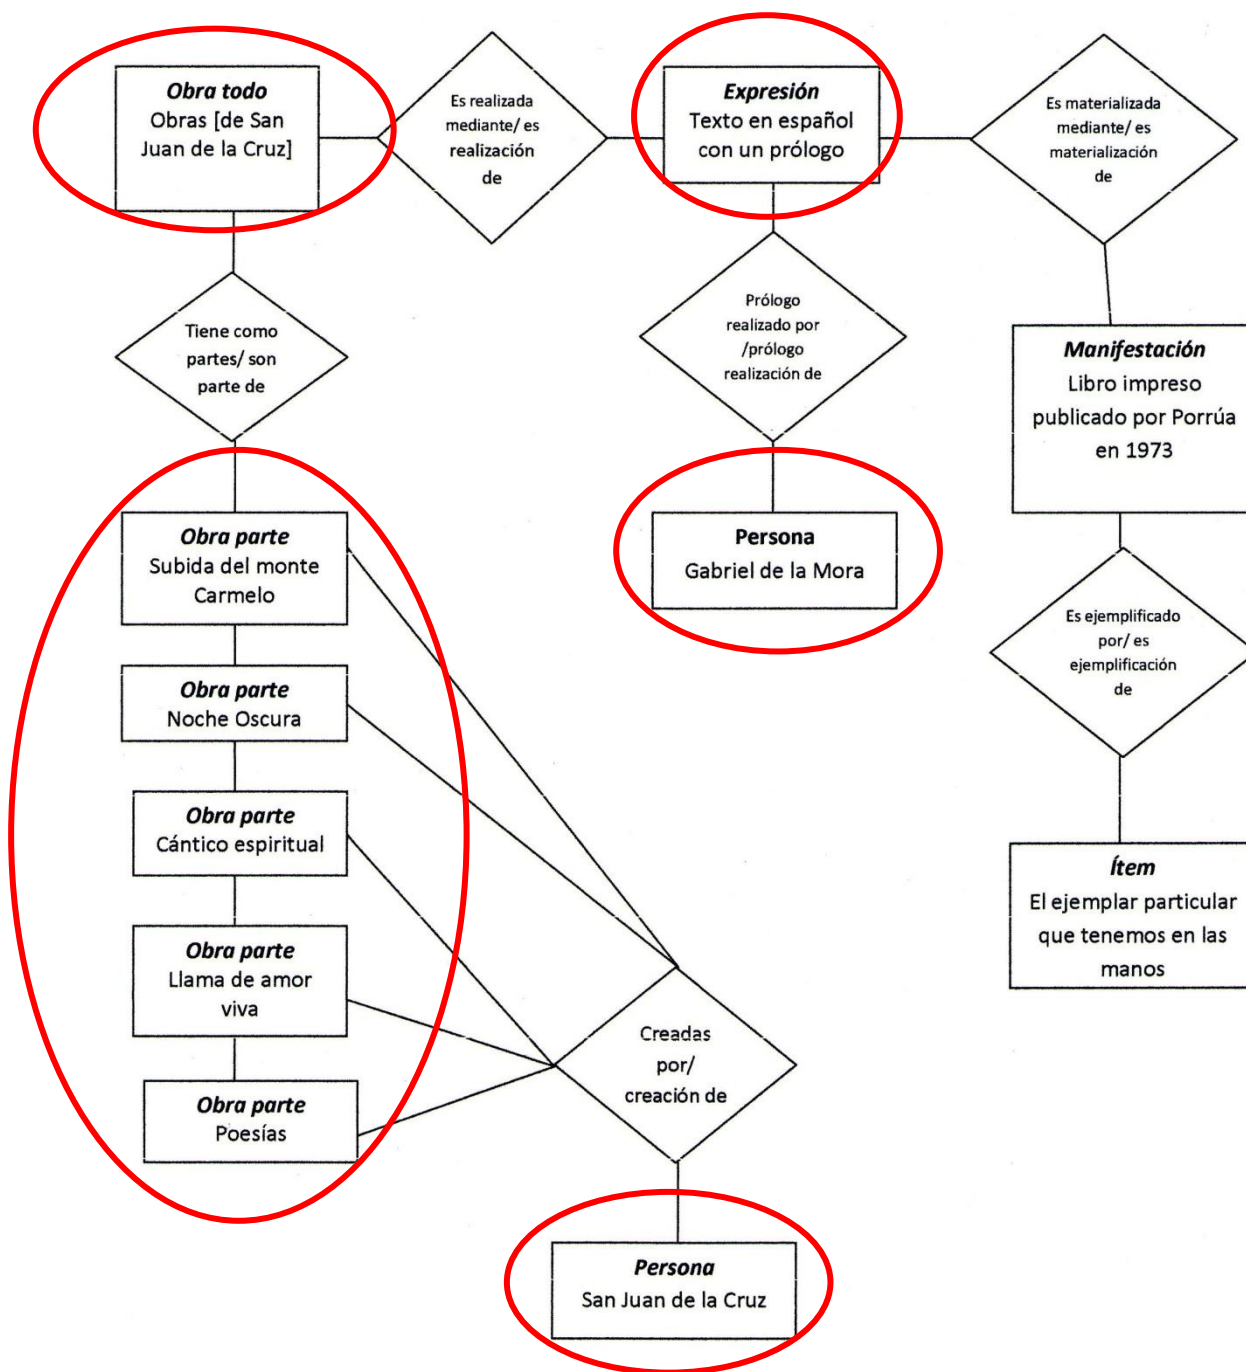 Obra todo
Obras [de San
Juan de la Cruz]
Es realizada
mediante/ es
realización
de
Expresión
Texto en español
con un prólogo
Es materializada
mediante/ es
materialización
de
Tiene como
partes/ son
parte de
Prólogo
realizado por
/prólogo
realización de
Manifestación
Libro impreso
publicado por Porrúa
en 1973
Obra parte
Subida del monte
Carmelo
Persona
Gabriel de la Mora
Es ejemplificado
por/ es
ejemplificación
de
Obra parte
Noche Oscura
Obra parte
Cántico espiritual
Ítem
El ejemplar particular
que tenemos en las
manos
Obra parte
Llama de amor
viva
Creadas
por/
creación de
Obra parte
Poesías
Persona
San Juan de la Cruz